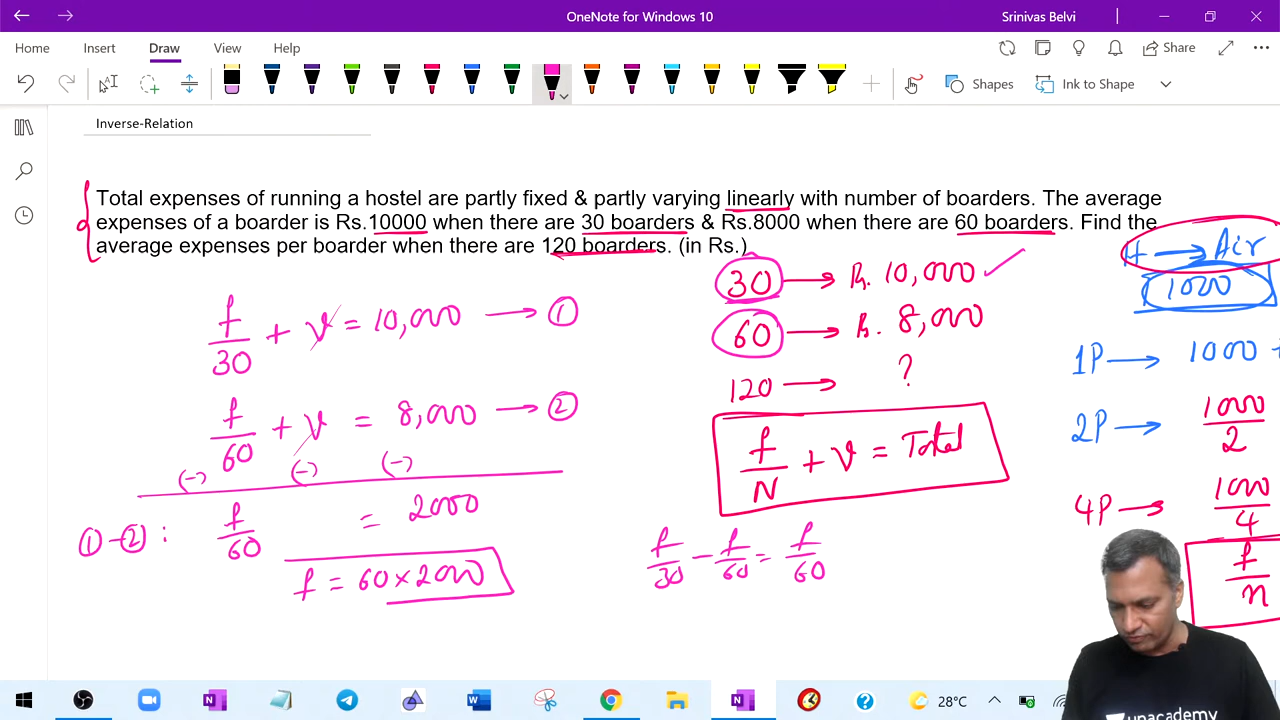 OneNote for Windows 10
Srinivas Belvi
Home Insert Draw View Help
Share
Shapes
Ink to Shape
Inverse-Relation
Total expenses of running a hostel are partly fixed & partly varying linearly with number of boarders. The average
expenses of a boarder is Rs.10000 when there are 30 boarders & Rs.8000 when there are 60 boarders. Find the
average expenses per boarder when there are 120 boarders. (in Rs.)
f/30 + v = 10,000 → ①
f/60 + v = 8,000 → ②
(-) (-) (-)
①-②: f/60 = 2000
f = 60×2000
30 → Rs. 10,000 ✓
60 → Rs. 8,000
120 → ?
f/N + v = Total
f/30 - f/60 = f/60
H → Air
1000
1P → 1000 +
2P → 1000/2
4P → 1000/4
f/n
unacademy
28°C